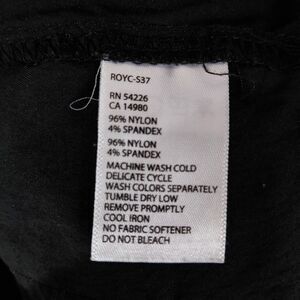 ROYC-S37
RN 54226
CA 14980
96% NYLON
4% SPANDEX
96% NYLON
4% SPANDEX
MACHINE WASH COLD
DELICATE CYCLE
WASH COLORS SEPARATELY
TUMBLE DRY LOW
REMOVE PROMPTLY
COOL IRON
NO FABRIC SOFTENER
DO NOT BLEACH